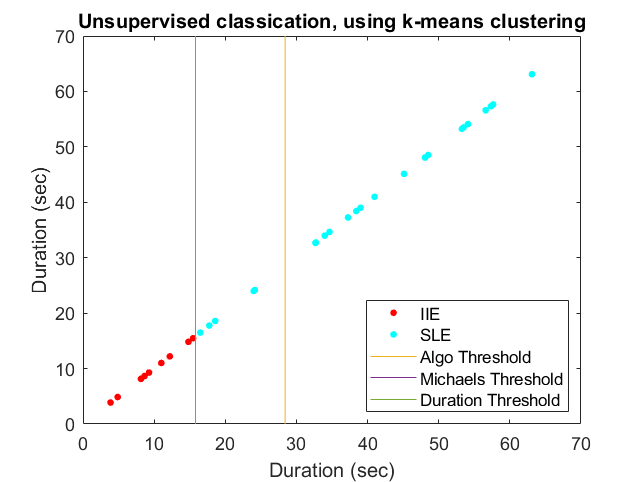 Unsupervised classication, using k-means clustering
70
60
50
40
30
20
10
0
Duration (sec)
0 10 20 30 40 50 60 70
Duration (sec)
IIE
SLE
Algo Threshold
Michaels Threshold
Duration Threshold